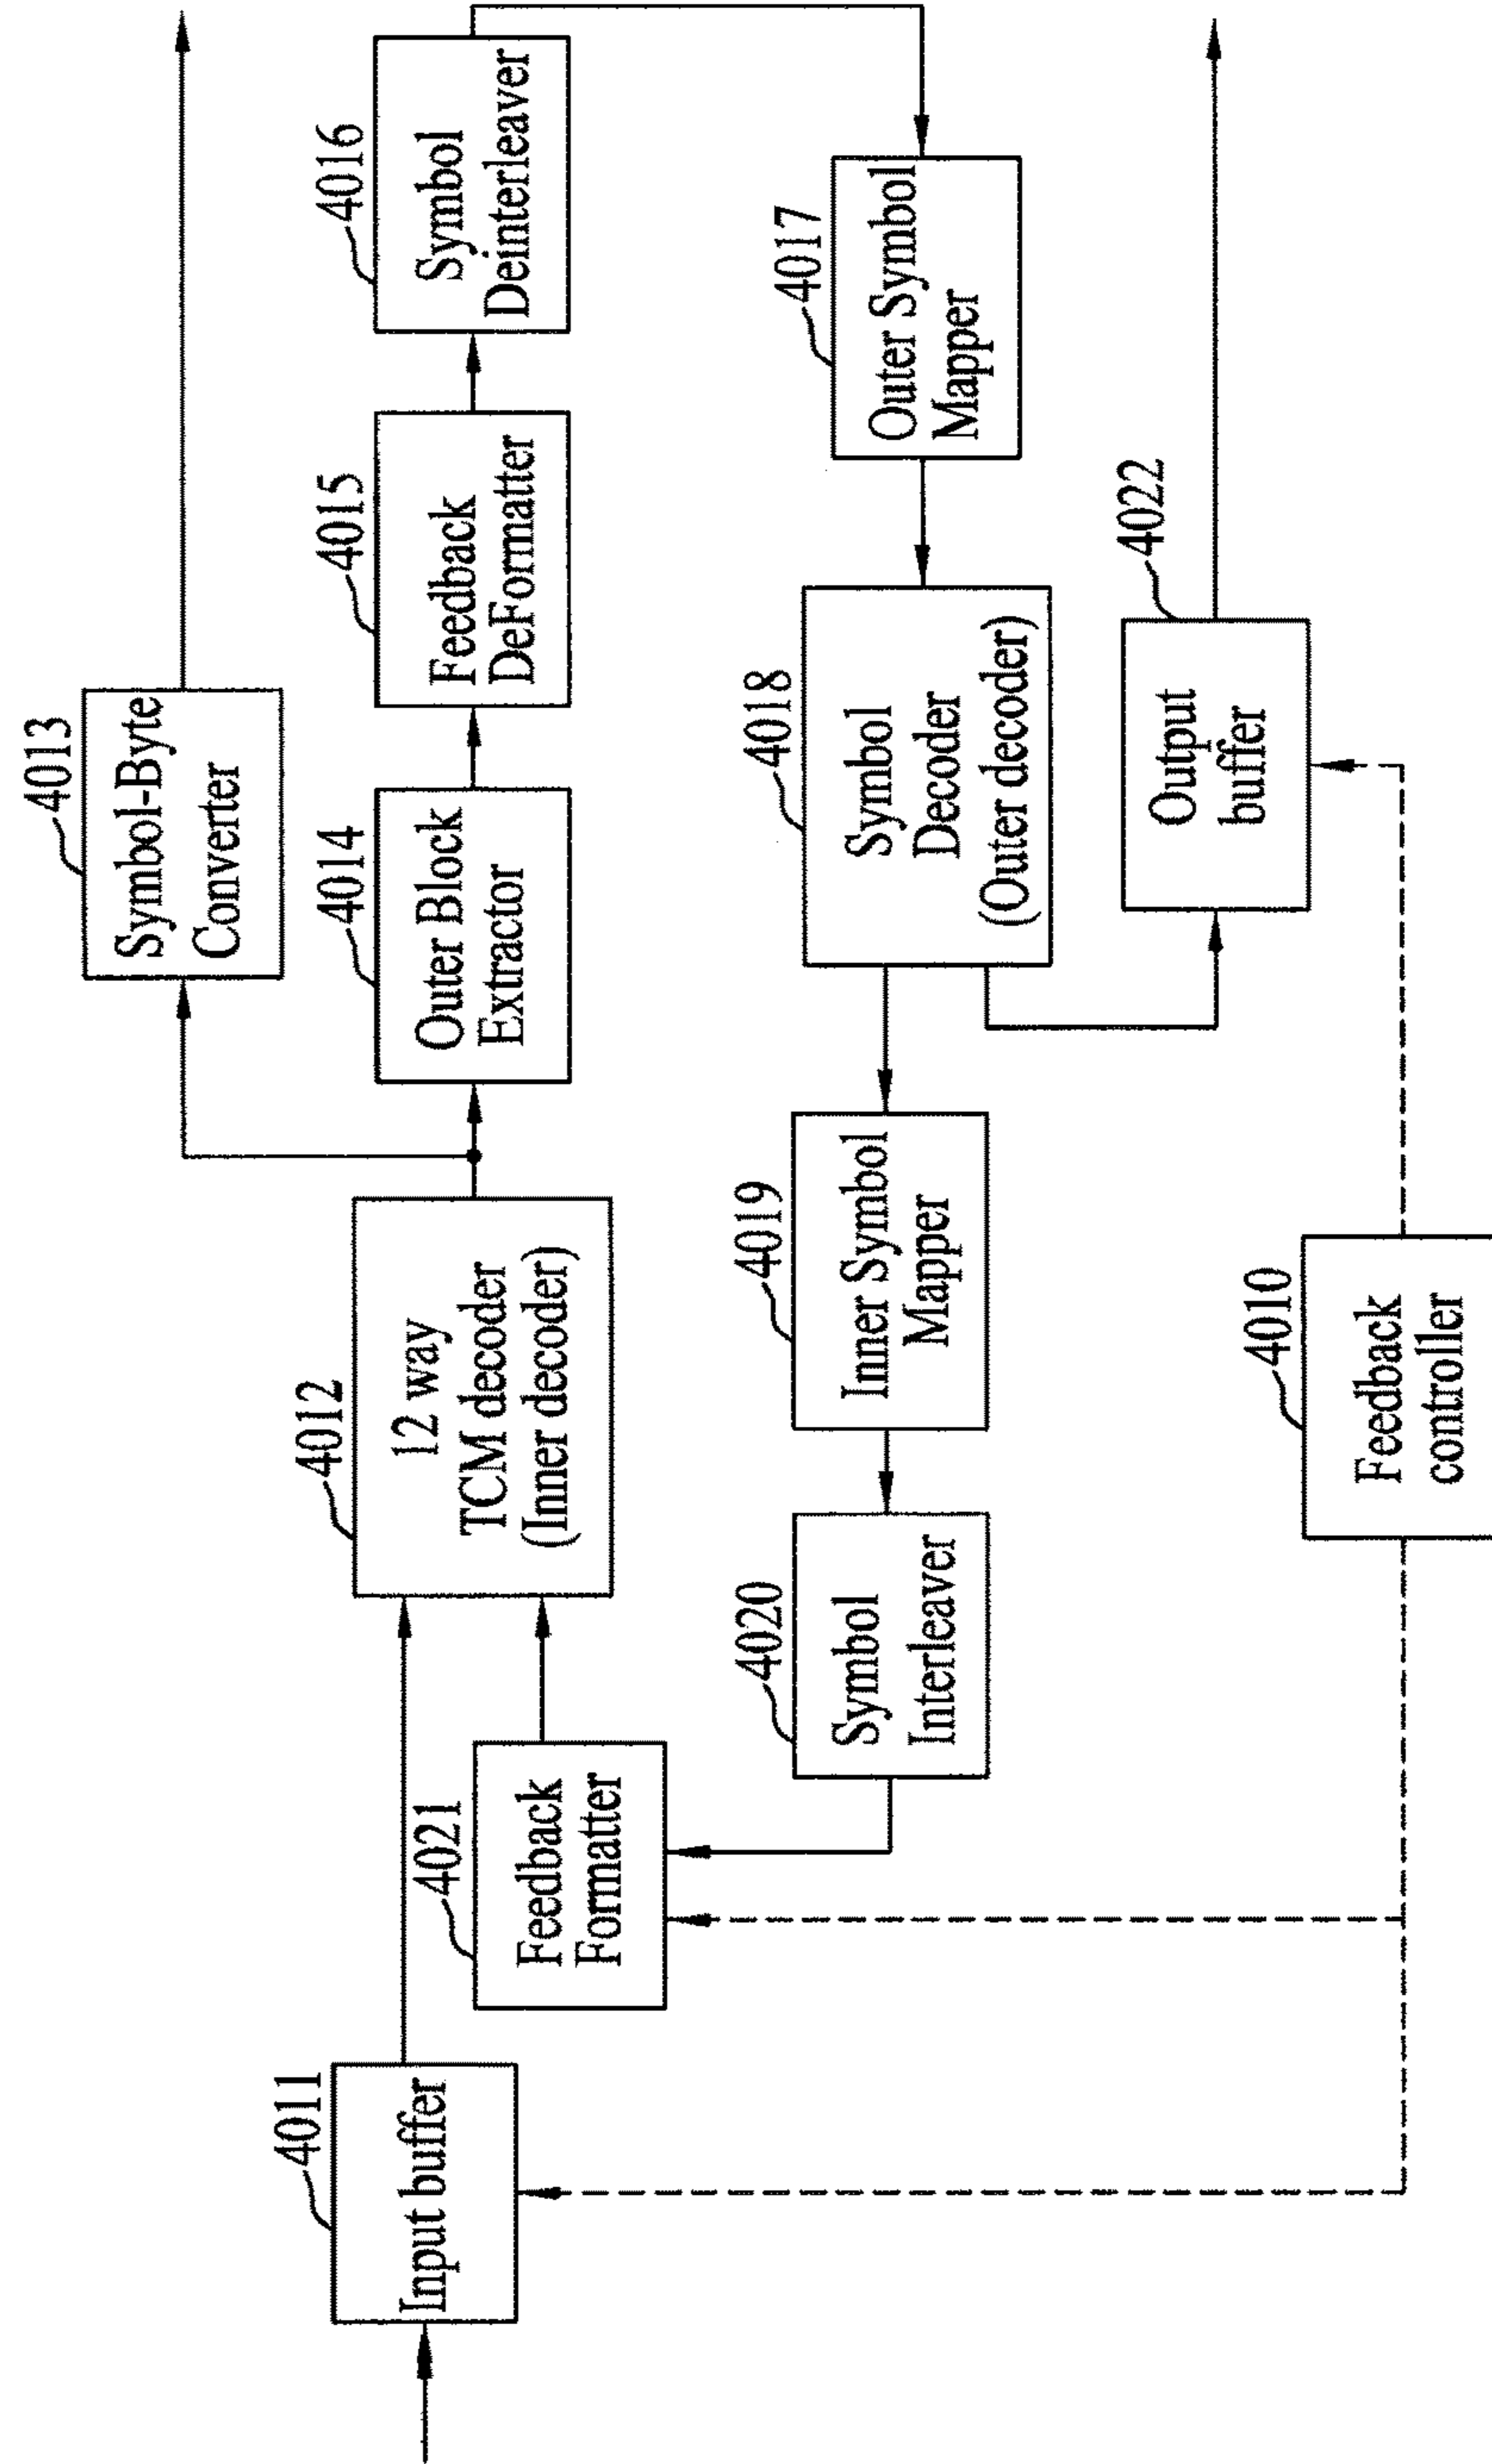 4013
Symbol-Byte
Converter
4011
Input buffer
4012
12 way
TCM decoder
(Inner decoder)
4014
Outer Block
Extractor
4015
Feedback
DeFormatter
4016
Symbol
Deinterleaver
4021
Feedback
Formatter
4020
Symbol
Interleaver
4019
Inner Symbol
Mapper
4018
Symbol
Decoder
(Outer decoder)
4017
Outer Symbol
Mapper
4022
Output
buffer
4010
Feedback
controller